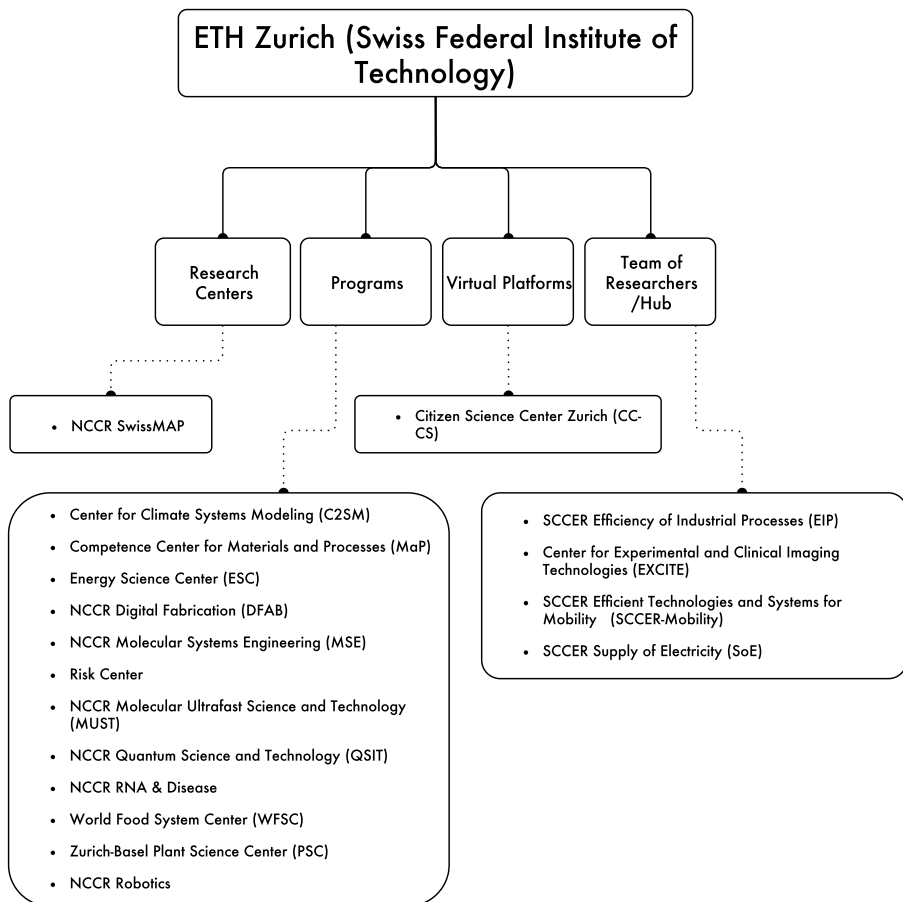 ETH Zurich (Swiss Federal Institute of
Technology)
Research
Centers
Programs
Virtual Platforms
Team of
Researchers
/Hub
• NCCR SwissMAP
• Citizen Science Center Zurich (CC-
CS)
• Center for Climate Systems Modeling (C2SM)
• Competence Center for Materials and Processes (MaP)
• Energy Science Center (ESC)
• NCCR Digital Fabrication (DFAB)
• NCCR Molecular Systems Engineering (MSE)
• Risk Center
• NCCR Molecular Ultrafast Science and Technology
(MUST)
• NCCR Quantum Science and Technology (QSIT)
• NCCR RNA & Disease
• World Food System Center (WFSC)
• Zurich-Basel Plant Science Center (PSC)
• NCCR Robotics
• SCCER Efficiency of Industrial Processes (EIP)
• Center for Experimental and Clinical Imaging
Technologies (EXCITE)
• SCCER Efficient Technologies and Systems for
Mobility (SCCER-Mobility)
• SCCER Supply of Electricity (SoE)